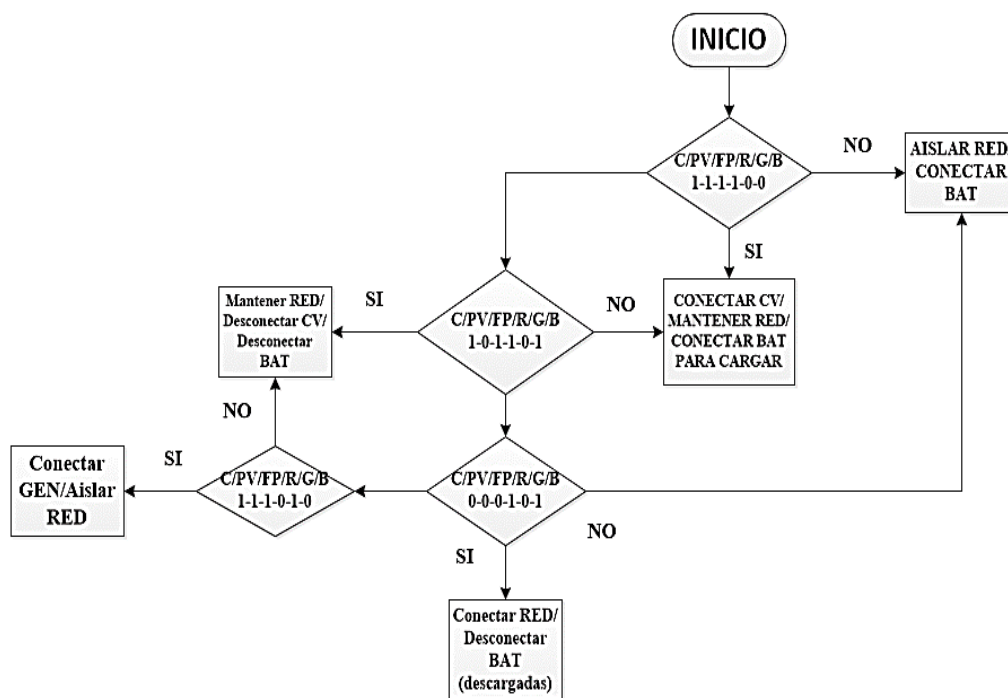 INICIO
C/PV/FP/R/G/B
1-1-1-1-0-0
NO
AISLAR RED/
CONECTAR
BAT
SI
C/PV/FP/R/G/B
1-0-1-1-0-1
SI
NO
Mantener RED/
Desconectar CV/
Desconectar
BAT
CONECTAR CV/
MANTENER RED/
CONECTAR BAT
PARA CARGAR
NO
C/PV/FP/R/G/B
1-1-1-0-1-0
SI
Conectar
GEN/Aislar
RED
C/PV/FP/R/G/B
0-0-0-1-0-1
SI
NO
Conectar RED/
Desconectar
BAT
(descargadas)